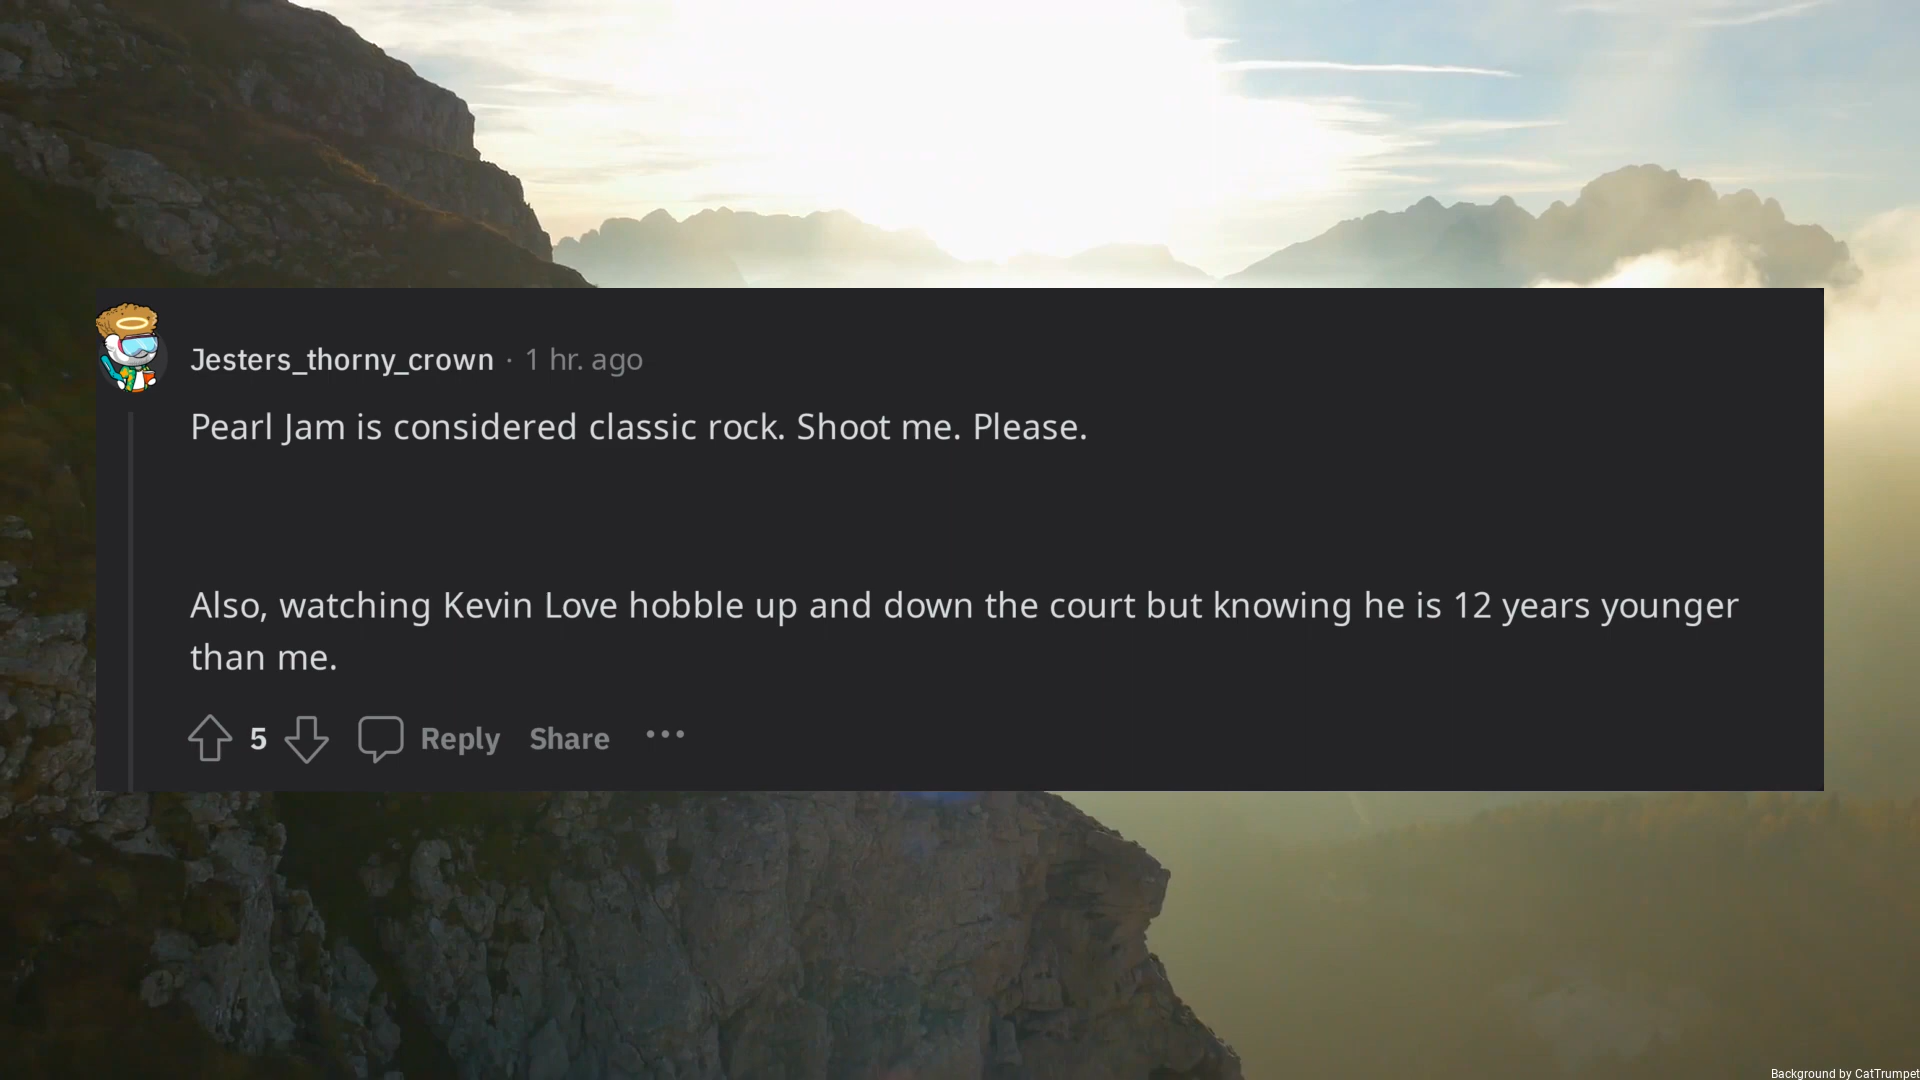 Jesters_thorny_crown · 1 hr. ago
Pearl Jam is considered classic rock. Shoot me. Please.
Also, watching Kevin Love hobble up and down the court but knowing he is 12 years younger
than me.
5 Reply Share ···
Background by CatTrumpet